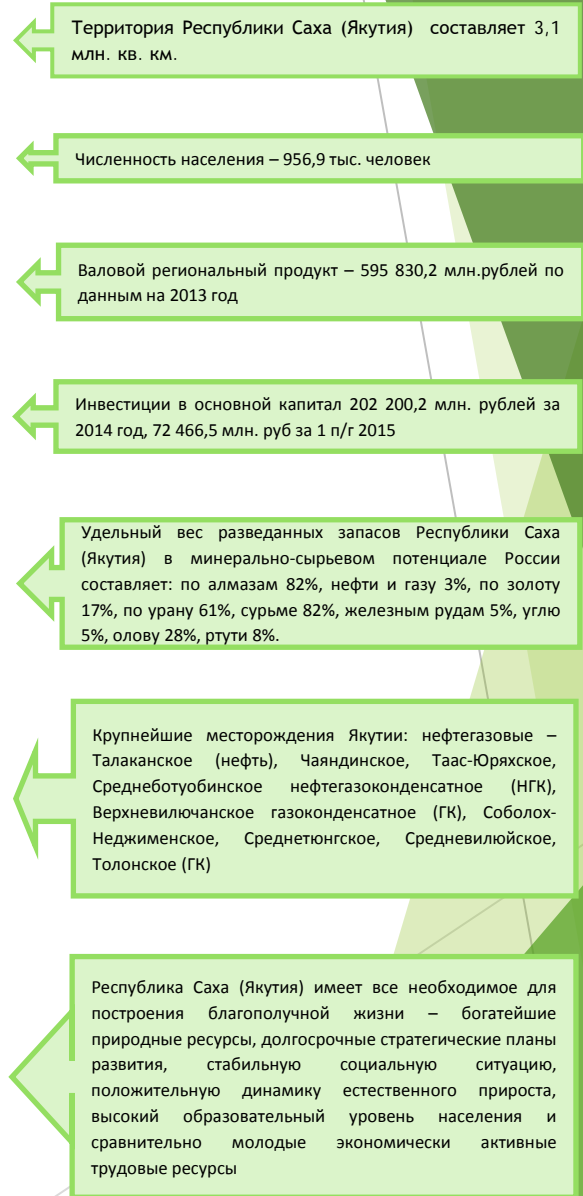 Территория Республики Саха (Якутия) составляет 3,1
млн. кв. км.
Численность населения – 956,9 тыс. человек
Валовой региональный продукт – 595 830,2 млн.рублей по
данным на 2013 год
Инвестиции в основной капитал 202 200,2 млн. рублей за
2014 год, 72 466,5 млн. руб за 1 п/г 2015
Удельный вес разведанных запасов Республики Саха
(Якутия) в минерально-сырьевом потенциале России
составляет: по алмазам 82%, нефти и газу 3%, по золоту
17%, по урану 61%, сурьме 82%, железным рудам 5%, углю
5%, олову 28%, ртути 8%.
Крупнейшие месторождения Якутии: нефтегазовые –
Талаканское (нефть), Чаяндинское, Таас-Юряхское,
Среднеботуобинское нефтегазоконденсатное (НГК),
Верхневилючанское газоконденсатное (ГК), Соболох-
Неджименское, Среднетюнгское, Средневилюйское,
Толонское (ГК)
Республика Саха (Якутия) имеет все необходимое для
построения благополучной жизни – богатейшие
природные ресурсы, долгосрочные стратегические планы
развития, стабильную социальную ситуацию,
положительную динамику естественного прироста,
высокий образовательный уровень населения и
сравнительно молодые экономически активные
трудовые ресурсы